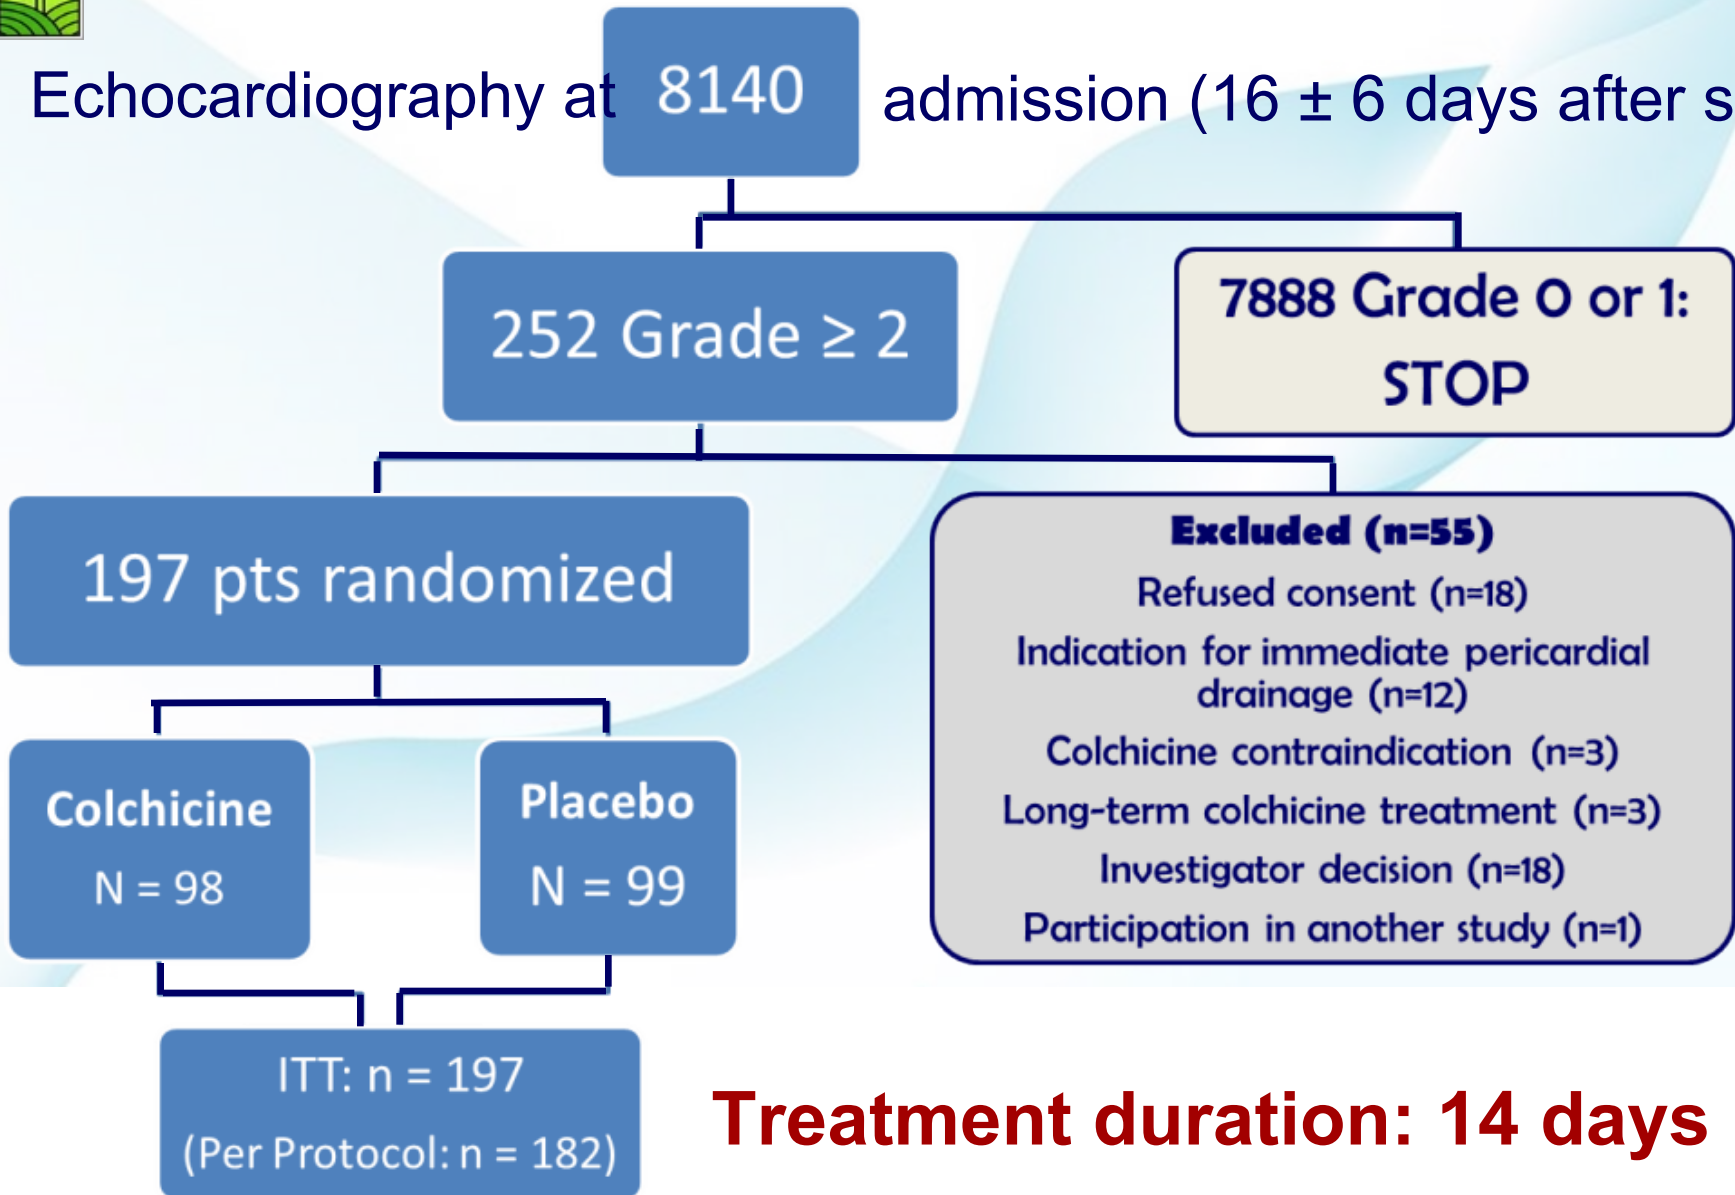 Echocardiography at 8140 admission (16 ± 6 days after s
252 Grade ≥ 2
7888 Grade 0 or 1:
STOP
197 pts randomized
Excluded (n=55)
Refused consent (n=18)
Indication for immediate pericardial
drainage (n=12)
Colchicine contraindication (n=3)
Long-term colchicine treatment (n=3)
Investigator decision (n=18)
Participation in another study (n=1)
Colchicine
N = 98
Placebo
N = 99
ITT: n = 197
(Per Protocol: n = 182)
Treatment duration: 14 days